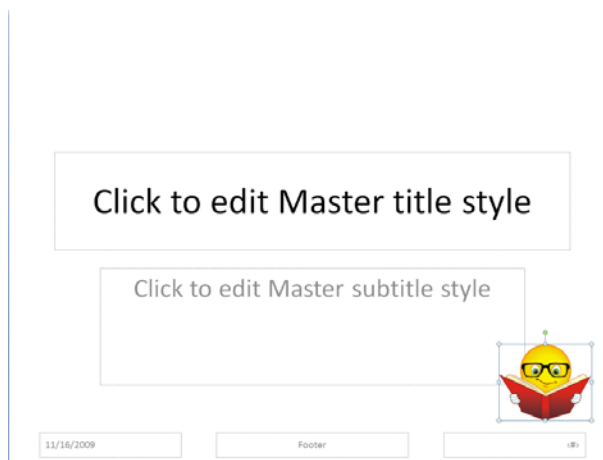 Click to edit Master title style
Click to edit Master subtitle style
11/16/2009
Footer
‹#›